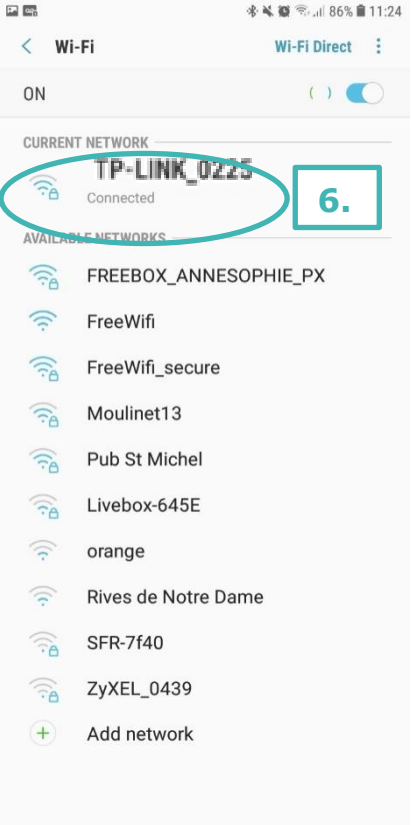 86% 11:24
Wi-Fi Wi-Fi Direct
ON
CURRENT NETWORK
TP-LINK_0225
Connected
6.
AVAILABLE NETWORKS
FREEBOX_ANNESOPHIE_PX
FreeWifi
FreeWifi_secure
Moulinet13
Pub St Michel
Livebox-645E
orange
Rives de Notre Dame
SFR-7f40
ZyXEL_0439
Add network